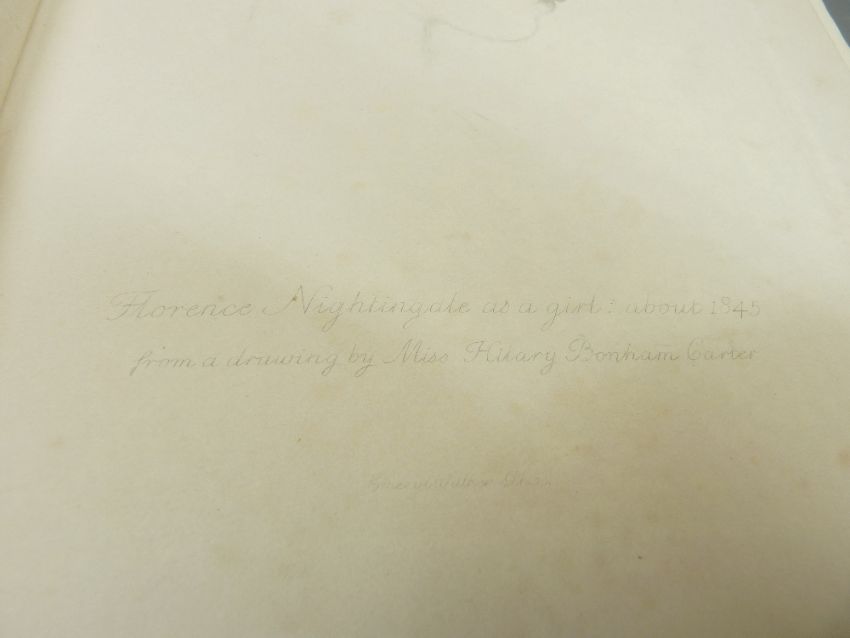 Florence Nightingale as a girl: about 1845
from a drawing by Miss Hilary Bonham Carter